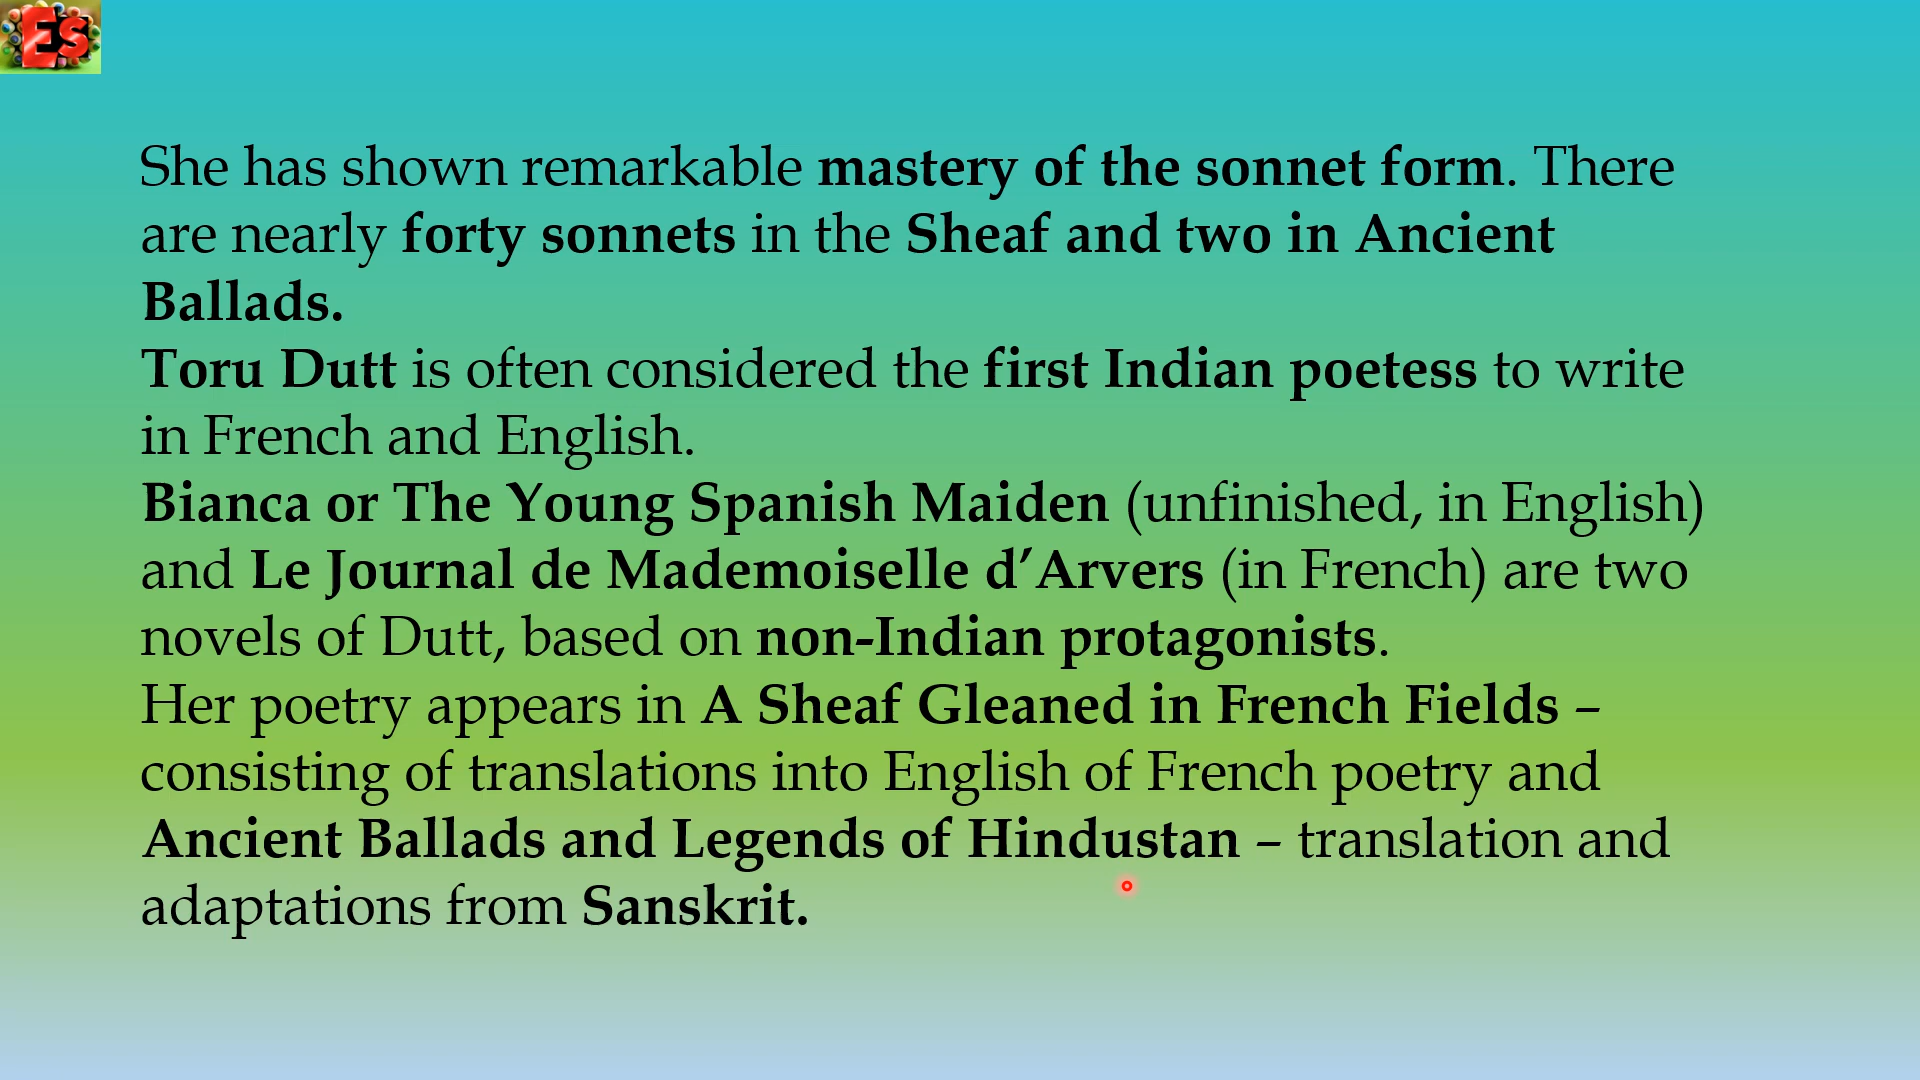 Es
She has shown remarkable mastery of the sonnet form. There
are nearly forty sonnets in the Sheaf and two in Ancient
Ballads.
Toru Dutt is often considered the first Indian poetess to write
in French and English.
Bianca or The Young Spanish Maiden (unfinished, in English)
and Le Journal de Mademoiselle d’Arvers (in French) are two
novels of Dutt, based on non-Indian protagonists.
Her poetry appears in A Sheaf Gleaned in French Fields –
consisting of translations into English of French poetry and
Ancient Ballads and Legends of Hindustan – translation and
adaptations from Sanskrit.